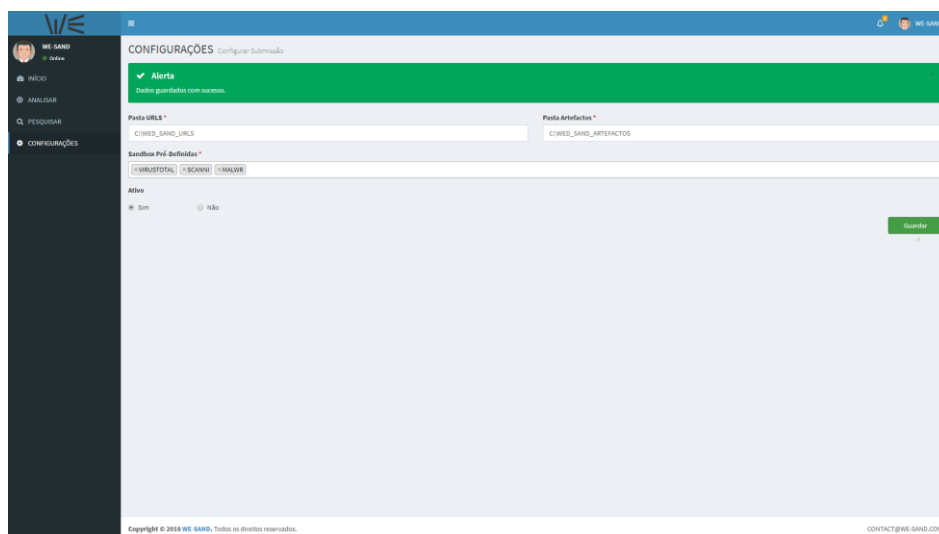 W/E
WE-SAN
WE-SAND
Online
CONFIGURAÇÕES Configurar Submissão
INÍCIO
ANALISAR
PESQUISAR
CONFIGURAÇÕES
Alerta
Dados guardados com sucesso.
Pasta URLS *
Pasta Artefactos *
C:\WED_SAND_URLS
C:\WED_SAND_ARTEFACTOS
Sandbox Pré-Definidas *
×VIRUSTOTAL ×SCANNI ×MALWR
Ativo
Sim Não
Guardar
Copyright © 2018 WE-SAND. Todos os direitos reservados.
CONTACT@WE-SAND.CO